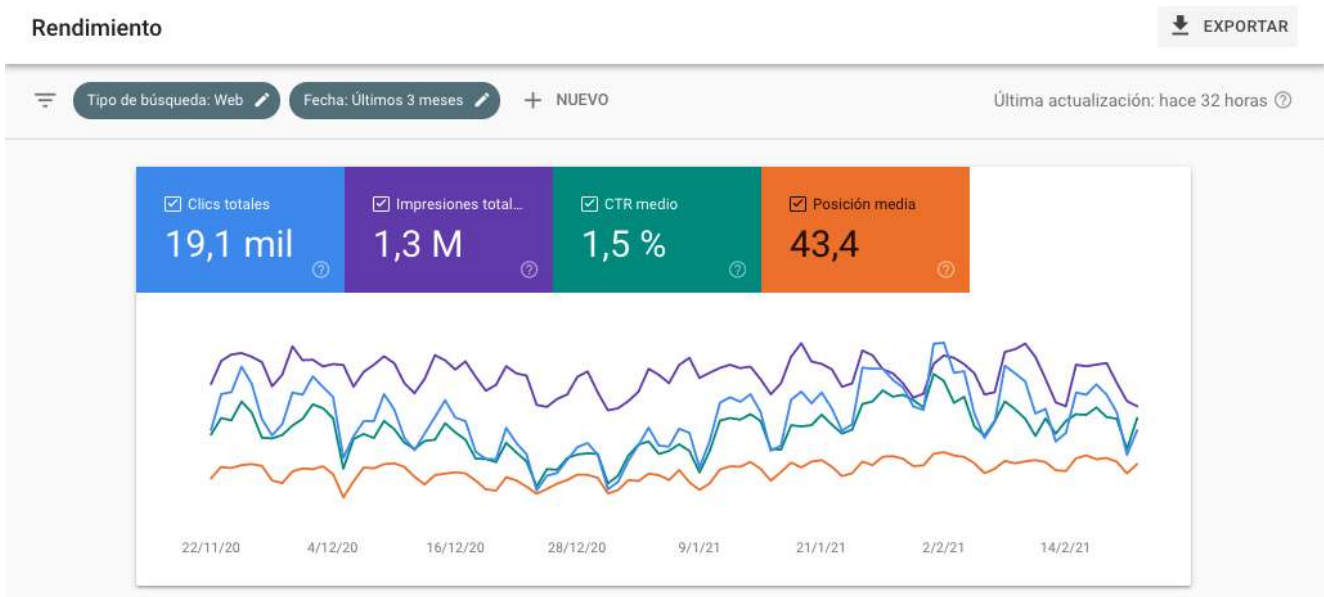 Rendimiento
EXPORTAR
Tipo de búsqueda: Web
Fecha: Últimos 3 meses
NUEVO
Última actualización: hace 32 horas
Clics totales
Impresiones total...
CTR medio
Posición media
19,1 mil
1,3 M
1,5 %
43,4
22/11/20
4/12/20
16/12/20
28/12/20
9/1/21
21/1/21
2/2/21
14/2/21